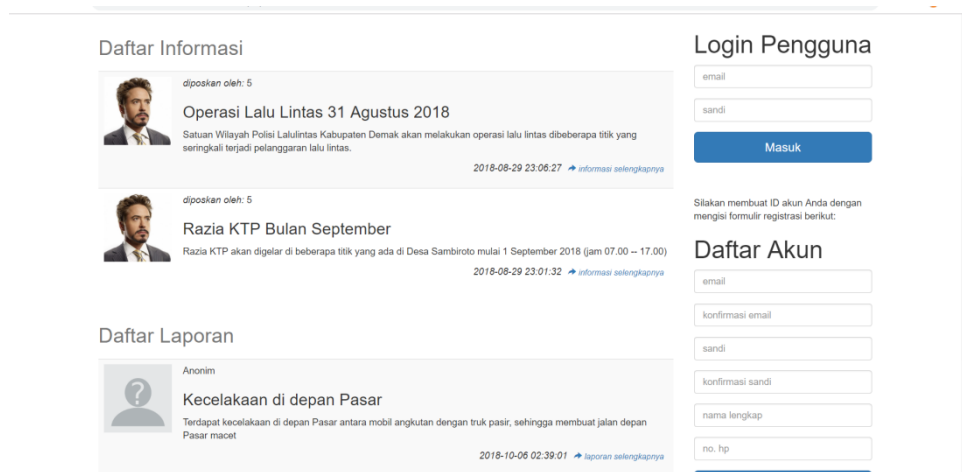 Daftar Informasi
diposkan oleh: 5
Operasi Lalu Lintas 31 Agustus 2018
Satuan Wilayah Polisi Lalulintas Kabupaten Demak akan melakukan operasi lalu lintas dibeberapa titik yang
seringkali terjadi pelanggaran lalu lintas.
2018-08-29 23:06:27 informasi selengkapnya
diposkan oleh: 5
Razia KTP Bulan September
Razia KTP akan digelar di beberapa titik yang ada di Desa Sambiroto mulai 1 September 2018 (jam 07.00 -- 17.00)
2018-08-29 23:01:32 informasi selengkapnya
Daftar Laporan
Anonim
Kecelakaan di depan Pasar
Terdapat kecelakaan di depan Pasar antara mobil angkutan dengan truk pasir, sehingga membuat jalan depan
Pasar macet
2018-10-06 02:39:01 laporan selengkapnya
Login Pengguna
email
sandi
Masuk
Silakan membuat ID akun Anda dengan
mengisi formulir registrasi berikut:
Daftar Akun
email
konfirmasi email
sandi
konfirmasi sandi
nama lengkap
no. hp